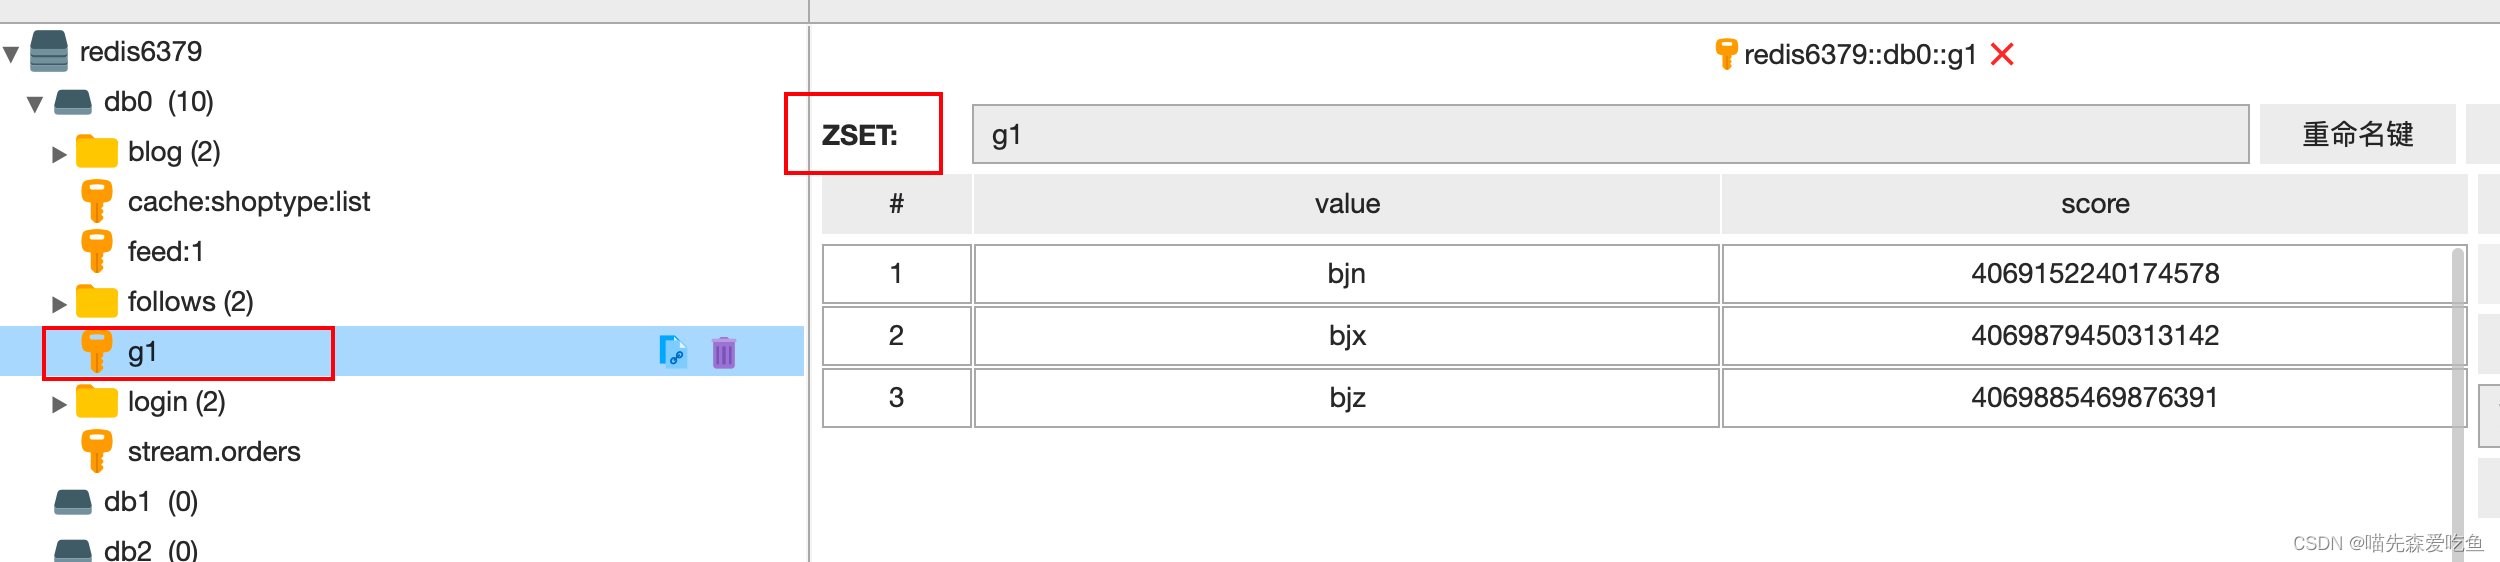 redis6379
db0 (10)
blog (2)
cache:shoptype:list
feed:1
follows (2)
g1
login (2)
stream.orders
db1 (0)
db2 (0)
redis6379::db0::g1
ZSET: g1 重命名键
# value score
1 bjn 4069152240174578
2 bjx 4069879450313142
3 bjz 4069885469876391
CSDN @喵先森爱吃鱼